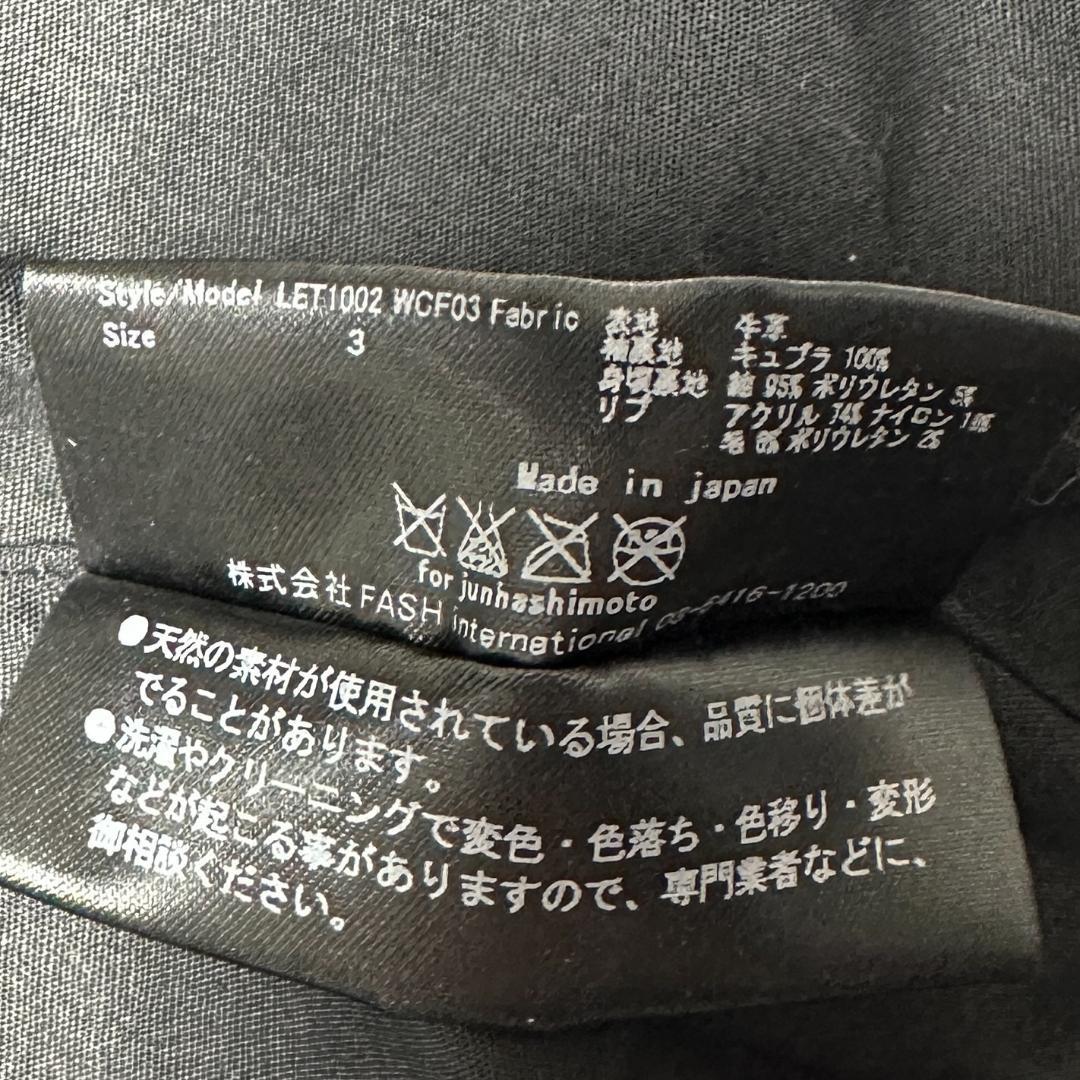 Style/Model LET1002 WCF03 Fabric
Size 3
表地 牛革
袖裏地 キュプラ 100%
身頃裏地 綿 95% ポリウレタン 5%
リブ アクリル 74% ナイロン
毛 ポリウレタン
Made in japan
for junhashimoto
株式会社 FASH international 03-6416-1200
●天然の素材が使用されている場合、品質に個体差が
でることがあります。
●洗濯やクリーニングで変色・色落ち・色移り・変形
などが起こる事がありますので、専門業者などに、
御相談ください。